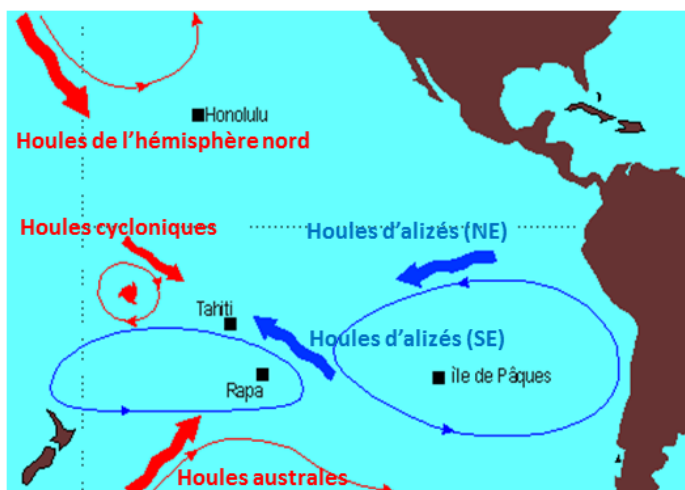 Honolulu
Houles de l'hémisphère nord
Houles cycloniques
Houles d'alizés (NE)
Tahiti
Houles d'alizés (SE)
Rapa
île de Pâques
Houles australes